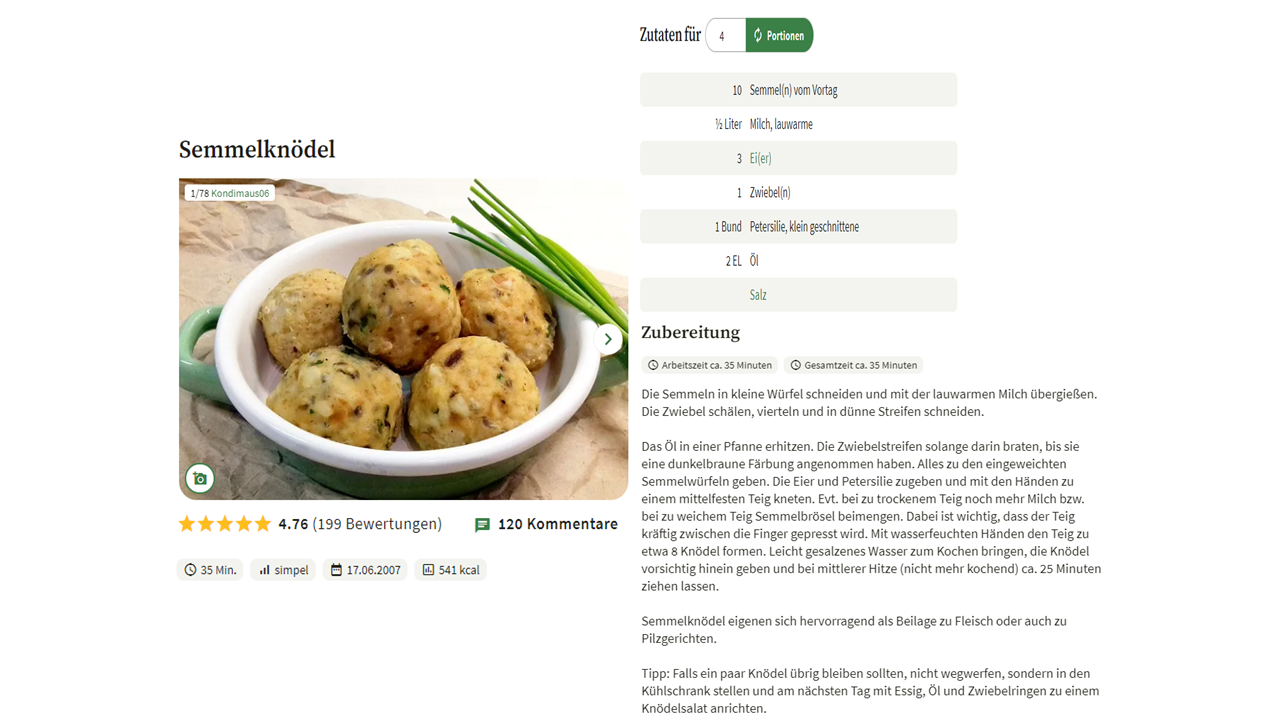 Semmelknödel
1/78 Kondimaus06
4.76 (199 Bewertungen)
120 Kommentare
35 Min.
simpel
17.06.2007
541 kcal
Zutaten für 4 Portionen
10 Semmel(n) vom Vortag
½ Liter Milch, lauwarme
3 Ei(er)
1 Zwiebel(n)
1 Bund Petersilie, klein geschnittene
2 EL Öl
Salz
Zubereitung
Arbeitszeit ca. 35 Minuten
Gesamtzeit ca. 35 Minuten
Die Semmeln in kleine Würfel schneiden und mit der lauwarmen Milch übergießen.
Die Zwiebel schälen, vierteln und in dünne Streifen schneiden.
Das Öl in einer Pfanne erhitzen. Die Zwiebelstreifen solange darin braten, bis sie
eine dunkelbraune Färbung angenommen haben. Alles zu den eingeweichten
Semmelwürfeln geben. Die Eier und Petersilie zugeben und mit den Händen zu
einem mittelfesten Teig kneten. Evt. bei zu trockenem Teig noch mehr Milch bzw.
bei zu weichem Teig Semmelbrösel beimengen. Dabei ist wichtig, dass der Teig
kräftig zwischen die Finger gepresst wird. Mit wasserfeuchten Händen den Teig zu
etwa 8 Knödel formen. Leicht gesalzenes Wasser zum Kochen bringen, die Knödel
vorsichtig hinein geben und bei mittlerer Hitze (nicht mehr kochend) ca. 25 Minuten
ziehen lassen.
Semmelknödel eigenen sich hervorragend als Beilage zu Fleisch oder auch zu
Pilzgerichten.
Tipp: Falls ein paar Knödel übrig bleiben sollten, nicht wegwerfen, sondern in den
Kühlschrank stellen und am nächsten Tag mit Essig, Öl und Zwiebelringen zu einem
Knödelsalat anrichten.